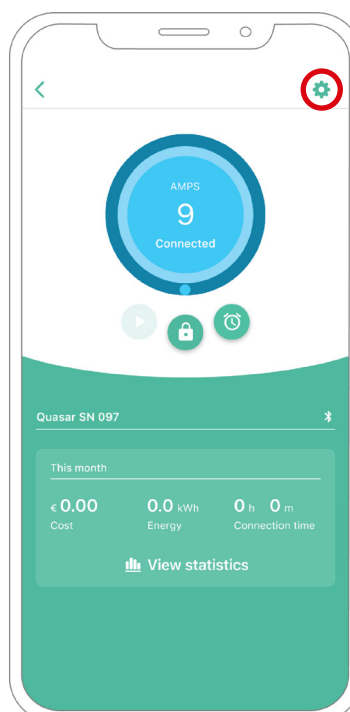 AMPS
9
Connected
Quasar SN 097
This month
€ 0.00 0.0 kWh 0 h 0 m
Cost Energy Connection time
View statistics